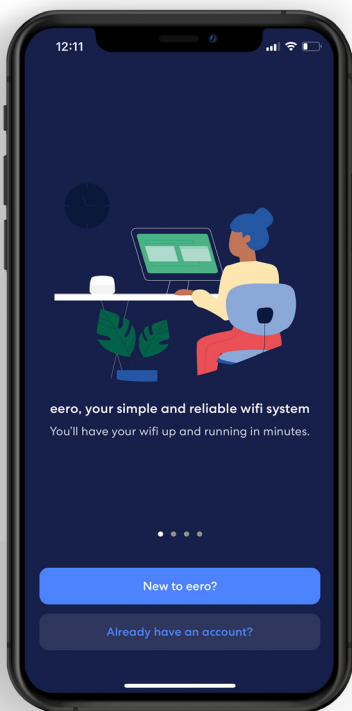 12:11
eero, your simple and reliable wifi system
You'll have your wifi up and running in minutes.
New to eero?
Already have an account?